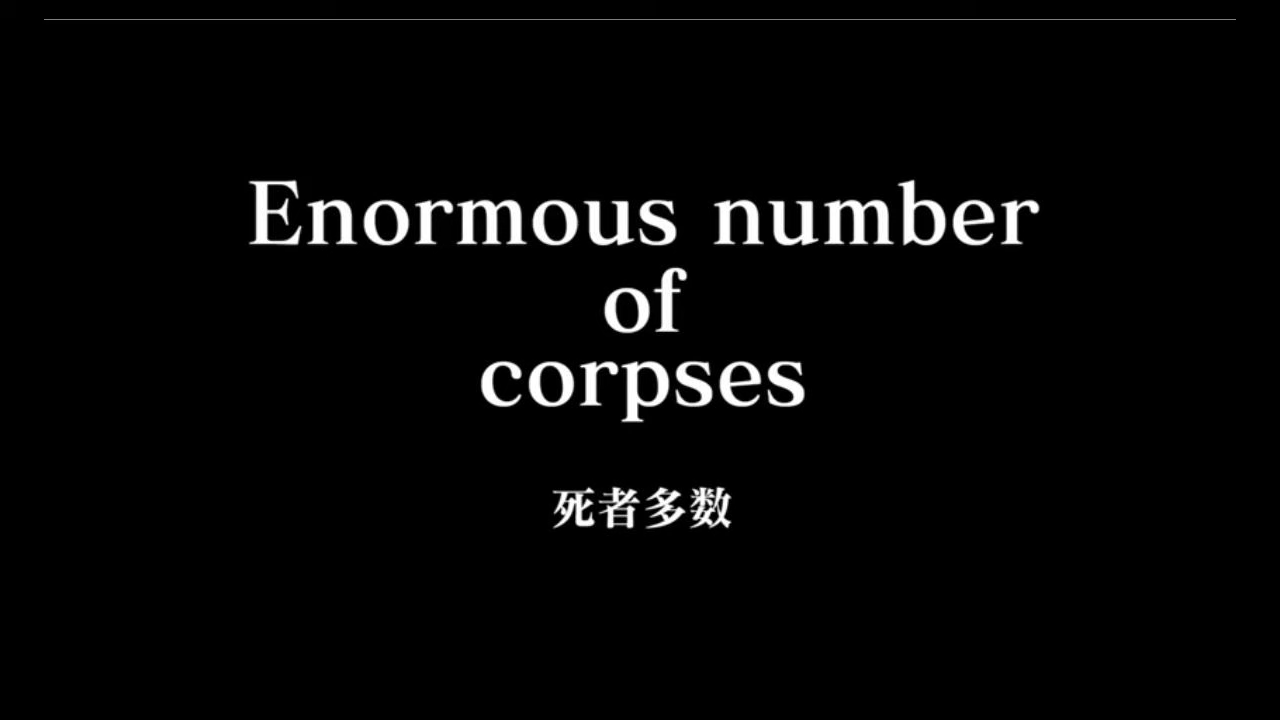 Enormous number
of
corpses
死者多数